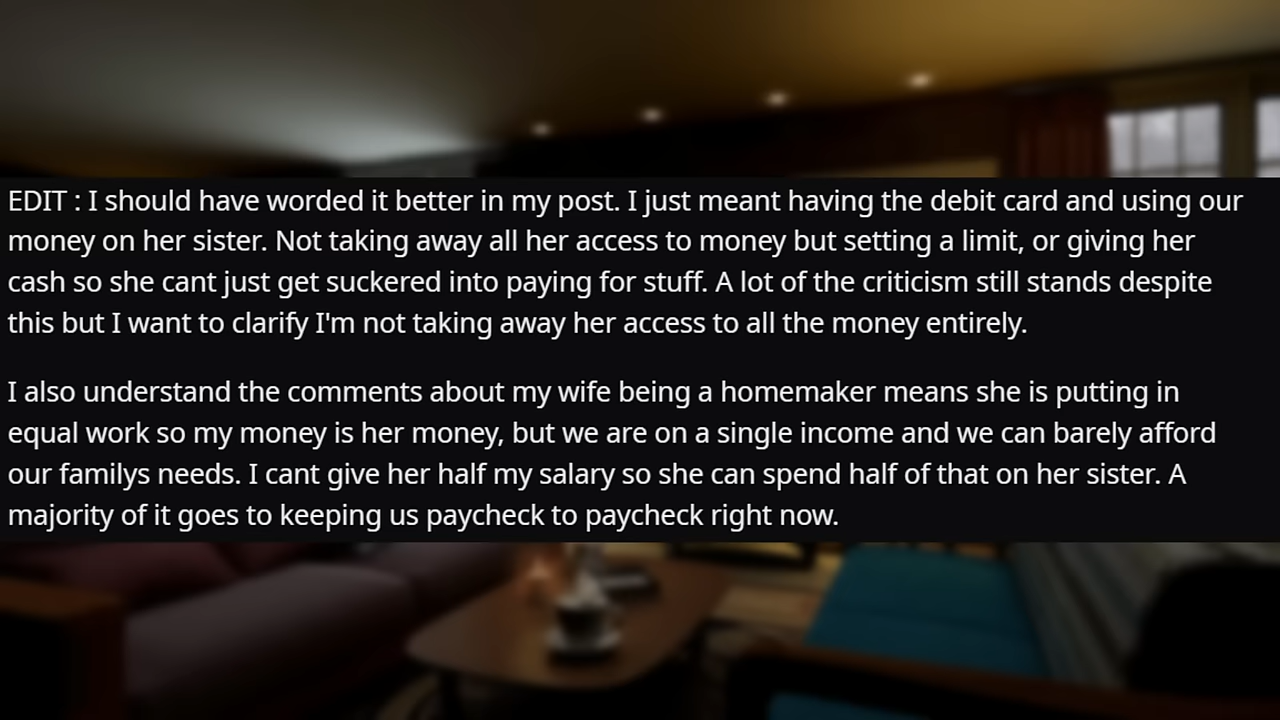 EDIT : I should have worded it better in my post. I just meant having the debit card and using our
money on her sister. Not taking away all her access to money but setting a limit, or giving her
cash so she cant just get suckered into paying for stuff. A lot of the criticism still stands despite
this but I want to clarify I'm not taking away her access to all the money entirely.
I also understand the comments about my wife being a homemaker means she is putting in
equal work so my money is her money, but we are on a single income and we can barely afford
our familys needs. I cant give her half my salary so she can spend half of that on her sister. A
majority of it goes to keeping us paycheck to paycheck right now.